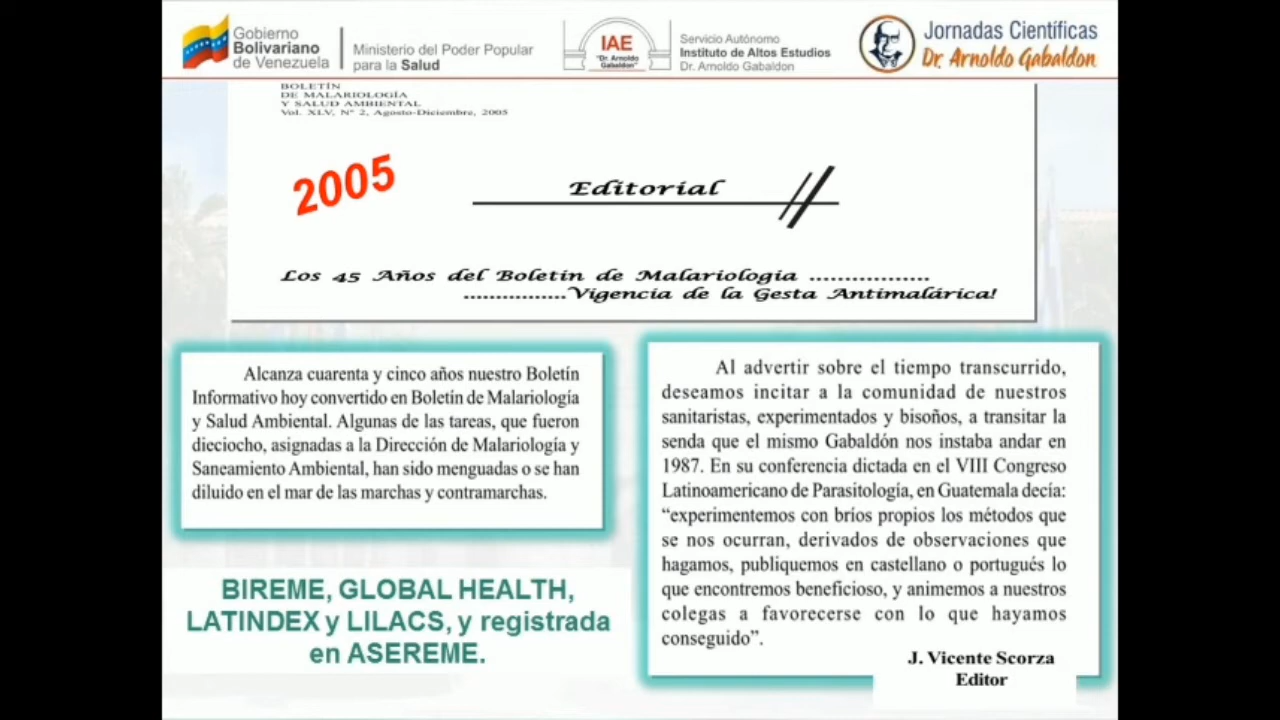 Gobierno
Bolivariano
de Venezuela
Ministerio del Poder Popular
para la Salud
IAE
"Dr. Arnoldo
Gabaldon"
Servicio Autónomo
Instituto de Altos Estudios
Dr. Arnoldo Gabaldon
Jornadas Científicas
Dr. Arnoldo Gabaldon
BOLETÍN
DE MALARIOLOGÍA
Y SALUD AMBIENTAL
Vol. XLV, Nº 2, Agosto-Diciembre, 2005
2005
Editorial
Los 45 Años del Boletin de Malariologia .................
................Vigencia de la Gesta Antimalárica!
Alcanza cuarenta y cinco años nuestro Boletín
Informativo hoy convertido en Boletín de Malariología
y Salud Ambiental. Algunas de las tareas, que fueron
dieciocho, asignadas a la Dirección de Malariología y
Saneamiento Ambiental, han sido menguadas o se han
diluido en el mar de las marchas y contramarchas.
BIREME, GLOBAL HEALTH,
LATINDEX y LILACS, y registrada
en ASEREME.
Al advertir sobre el tiempo transcurrido,
deseamos incitar a la comunidad de nuestros
sanitaristas, experimentados y bisoños, a transitar la
senda que el mismo Gabaldón nos instaba andar en
1987. En su conferencia dictada en el VIII Congreso
Latinoamericano de Parasitología, en Guatemala decía:
“experimentemos con bríos propios los métodos que
se nos ocurran, derivados de observaciones que
hagamos, publiquemos en castellano o portugués lo
que encontremos beneficioso, y animemos a nuestros
colegas a favorecerse con lo que hayamos
conseguido”.
J. Vicente Scorza
Editor